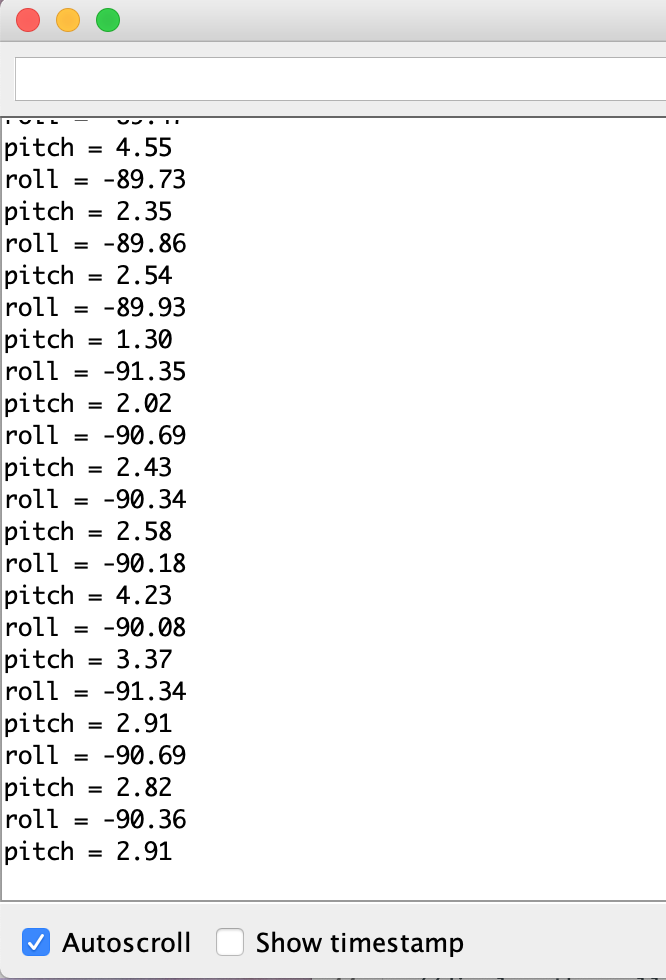 pitch = 4.55
roll = -89.73
pitch = 2.35
roll = -89.86
pitch = 2.54
roll = -89.93
pitch = 1.30
roll = -91.35
pitch = 2.02
roll = -90.69
pitch = 2.43
roll = -90.34
pitch = 2.58
roll = -90.18
pitch = 4.23
roll = -90.08
pitch = 3.37
roll = -91.34
pitch = 2.91
roll = -90.69
pitch = 2.82
roll = -90.36
pitch = 2.91
Autoscroll Show timestamp